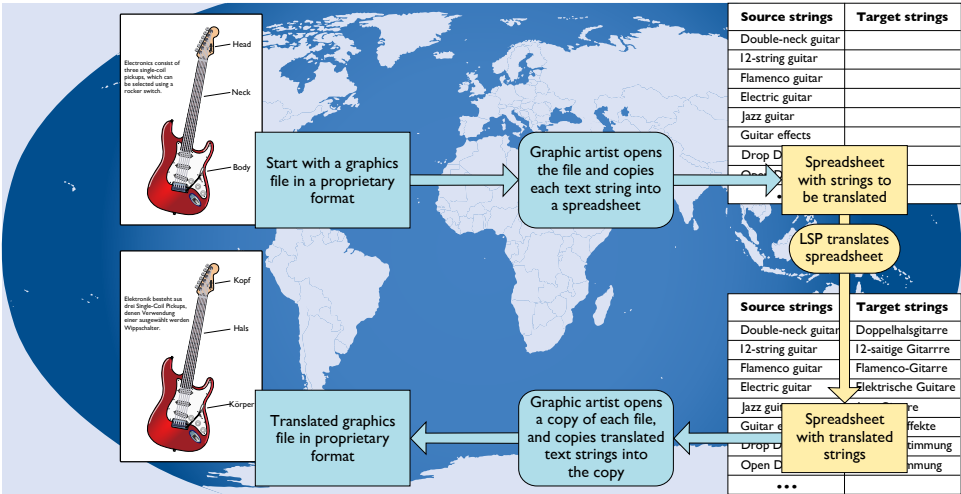 Head
Electronics consist of
three single-coil
pickups, which can
be selected using a
rocker switch.
Neck
Body
Start with a graphics
file in a proprietary
format
Graphic artist opens
the file and copies
each text string into
a spreadsheet
Source strings Target strings
Double-neck guitar
12-string guitar
Flamenco guitar
Electric guitar
Jazz guitar
Guitar effects
Drop D
Spreadsheet
with strings to
be translated
LSP translates
spreadsheet
Source strings Target strings
Double-neck guitar Doppelhalsgitarre
12-string guitar 12-saitige Gitarrre
Flamenco guitar Flamenco-Gitarre
Electric guitar Elektrische Guitare
Jazz
Guitar
Drop D
Open D
•••
Spreadsheet
with translated
strings
Graphic artist opens
a copy of each file,
and copies translated
text strings into
the copy
Translated graphics
file in proprietary
format
Kopf
Elektronik besteht aus
drei Single-Coil Pickups,
denen Verwendung
einer ausgewählt werden
Wippschalter.
Hals
Körper